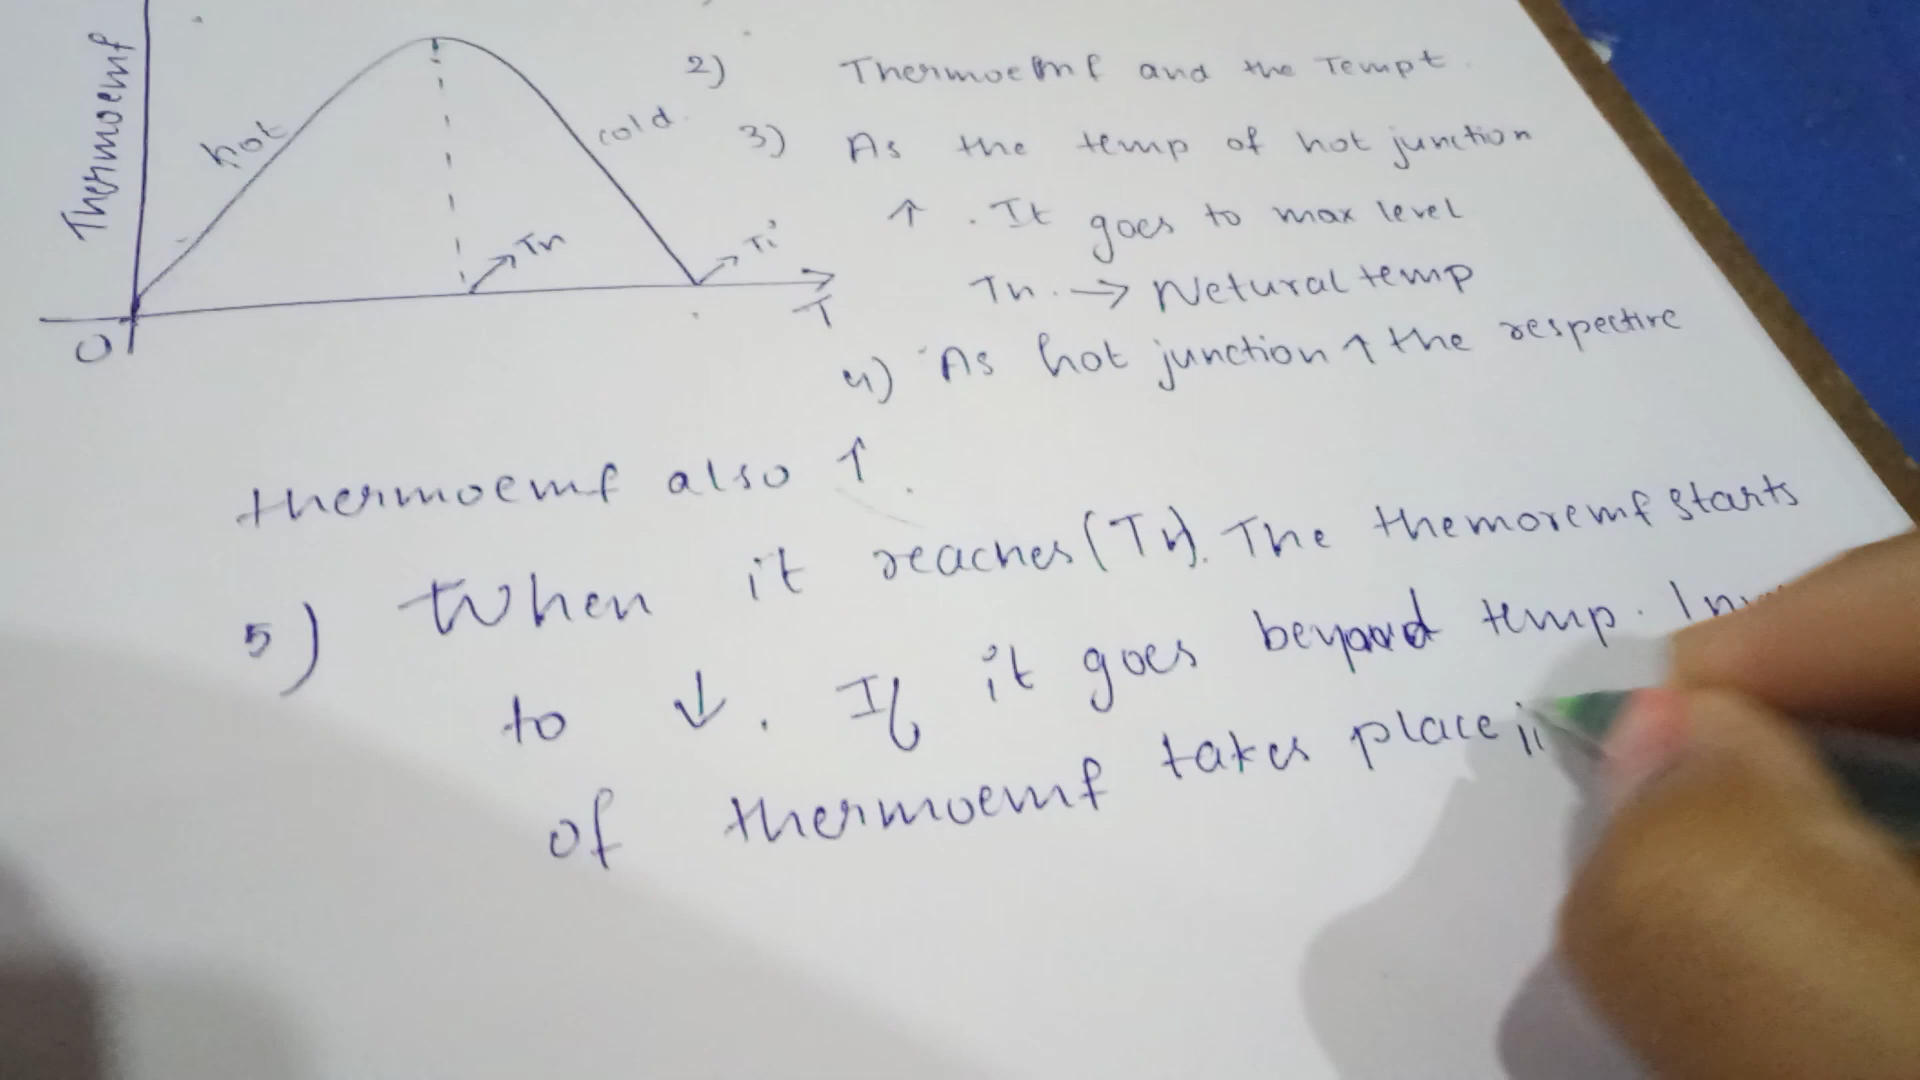 Thermoemf
hot
cold.
Tn
Ti
T
O
2) Thermoemf and the Tempt.
3) As the temp of hot junction
↑. It goes to max level
Tn. → Netural temp
4) As hot junction ↑ the respective
thermoemf also ↑.
5) When it reaches (Tn). The themoremf starts
to ↓. If it goes beyond temp.
of thermoemf takes place